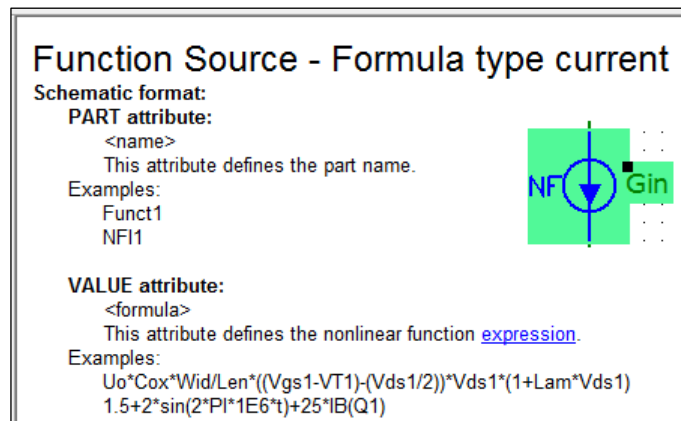 Function Source - Formula type current
Schematic format:
PART attribute:
<name>
This attribute defines the part name.
Examples:
Funct1
NFI1
NF
Gin
VALUE attribute:
<formula>
This attribute defines the nonlinear function expression.
Examples:
Uo*Cox*Wid/Len*((Vgs1-VT1)-(Vds1/2))*Vds1*(1+Lam*Vds1)
1.5+2*sin(2*PI*1E6*t)+25*IB(Q1)